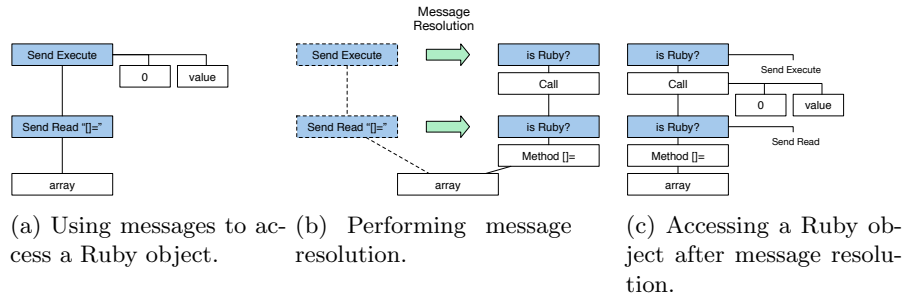 Message
Resolution
Send Execute
0
value
Send Read “[]=”
array
(a) Using messages to ac-
cess a Ruby object.
Send Execute
is Ruby?
Call
Send Read “[]=”
is Ruby?
Method []=
array
(b) Performing message
resolution.
is Ruby?
Send Execute
Call
0
value
is Ruby?
Send Read
Method []=
array
(c) Accessing a Ruby ob-
ject after message resolu-
tion.